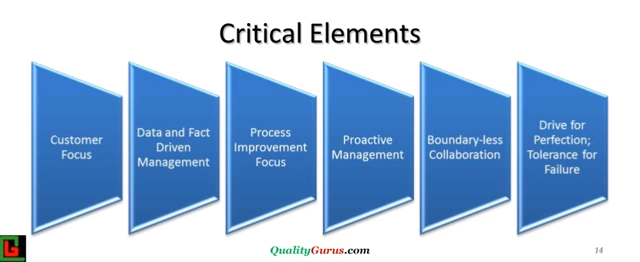 Critical Elements
Customer
Focus
Data and Fact
Driven
Management
Process
Improvement
Focus
Proactive
Management
Boundary-less
Collaboration
Drive for
Perfection;
Tolerance for
Failure
QualityGurus.com
14